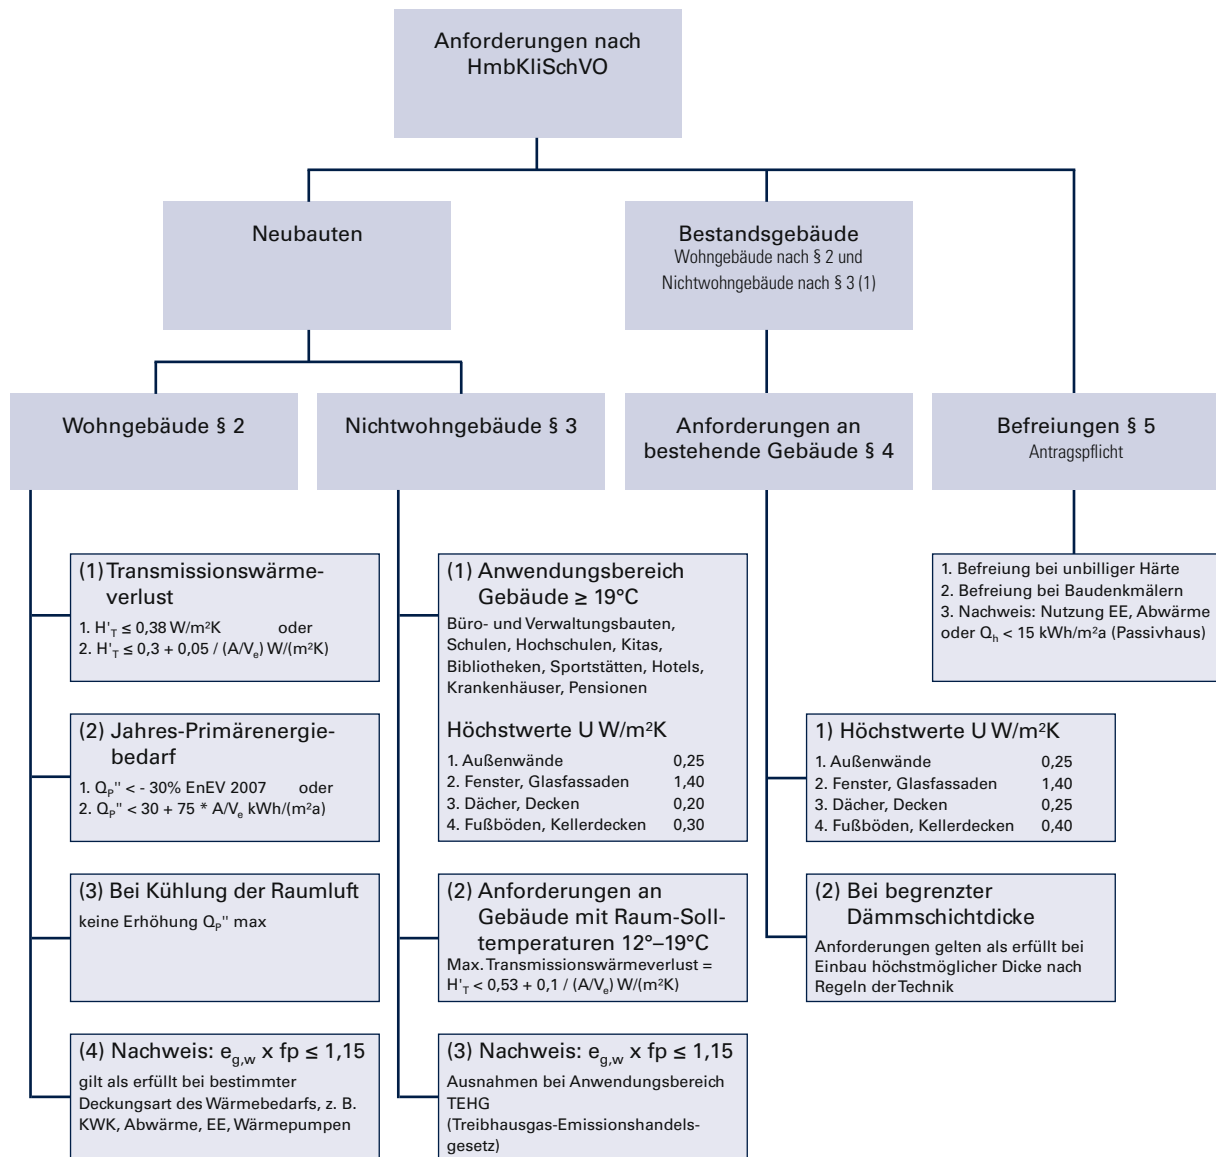 Anforderungen nach
HmbKliSchVO
Neubauten
Bestandsgebäude
Wohngebäude nach § 2 und
Nichtwohngebäude nach § 3 (1)
Wohngebäude § 2
Nichtwohngebäude § 3
Anforderungen an
bestehende Gebäude § 4
Befreiungen § 5
Antragspflicht
(1) Transmissionswärme-
verlust
1. H'T ≤ 0,38 W/m²K oder
2. H'T ≤ 0,3 + 0,05 / (A/Ve) W/(m²K)
(2) Jahres-Primärenergie-
bedarf
1. QP" < - 30% EnEV 2007 oder
2. QP" < 30 + 75 * A/Ve kWh/(m²a)
(3) Bei Kühlung der Raumluft
keine Erhöhung QP" max
(4) Nachweis: eg,w x fp ≤ 1,15
gilt als erfüllt bei bestimmter
Deckungsart des Wärmebedarfs, z. B.
KWK, Abwärme, EE, Wärmepumpen
(1) Anwendungsbereich
Gebäude ≥ 19°C
Büro- und Verwaltungsbauten,
Schulen, Hochschulen, Kitas,
Bibliotheken, Sportstätten, Hotels,
Krankenhäuser, Pensionen
Höchstwerte U W/m²K
1. Außenwände 0,25
2. Fenster, Glasfassaden 1,40
3. Dächer, Decken 0,20
4. Fußböden, Kellerdecken 0,30
(2) Anforderungen an
Gebäude mit Raum-Soll-
temperaturen 12°–19°C
Max. Transmissionswärmeverlust =
H'T < 0,53 + 0,1 / (A/Ve) W/(m²K)
(3) Nachweis: eg,w x fp ≤ 1,15
Ausnahmen bei Anwendungsbereich
TEHG
(Treibhausgas-Emissionshandels-
gesetz)
1) Höchstwerte U W/m²K
1. Außenwände 0,25
2. Fenster, Glasfassaden 1,40
3. Dächer, Decken 0,25
4. Fußböden, Kellerdecken 0,40
(2) Bei begrenzter
Dämmschichtdicke
Anforderungen gelten als erfüllt bei
Einbau höchstmöglicher Dicke nach
Regeln der Technik
1. Befreiung bei unbilliger Härte
2. Befreiung bei Baudenkmälern
3. Nachweis: Nutzung EE, Abwärme
oder Qh < 15 kWh/m²a (Passivhaus)